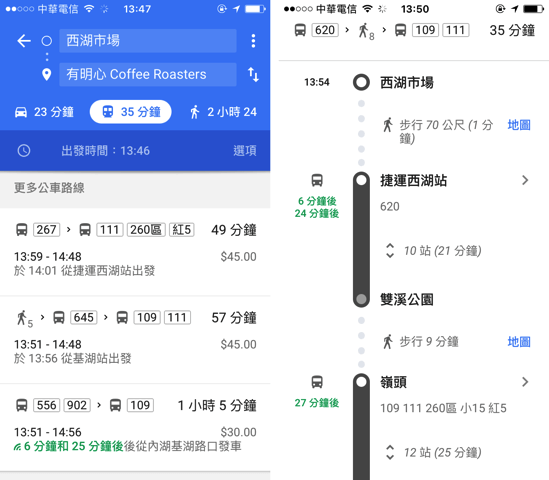 中華電信 13:47
西湖市場
有明心 Coffee Roasters
23 分鐘
35 分鐘
2 小時 24
出發時間：13:46
選項
更多公車路線
267 › 111 260區 紅5 49 分鐘
13:59 - 14:48 $45.00
於 14:01 從捷運西湖站出發
5 › 645 › 109 111 57 分鐘
13:51 - 14:48 $45.00
於 13:56 從基湖站出發
556 902 › 109 1 小時 5 分鐘
13:51 - 14:56 $30.00
6 分鐘和 25 分鐘後後從內湖基湖路口發車
中華電信 13:50
620 › 8 › 109 111 35 分鐘
13:54 西湖市場
步行 70 公尺 (1 分
鐘)
地圖
捷運西湖站
6 分鐘後
24 分鐘後
620
10 站 (21 分鐘)
雙溪公園
步行 9 分鐘 地圖
嶺頭
27 分鐘後
109 111 260區 小15 紅5
12 站 (25 分鐘)